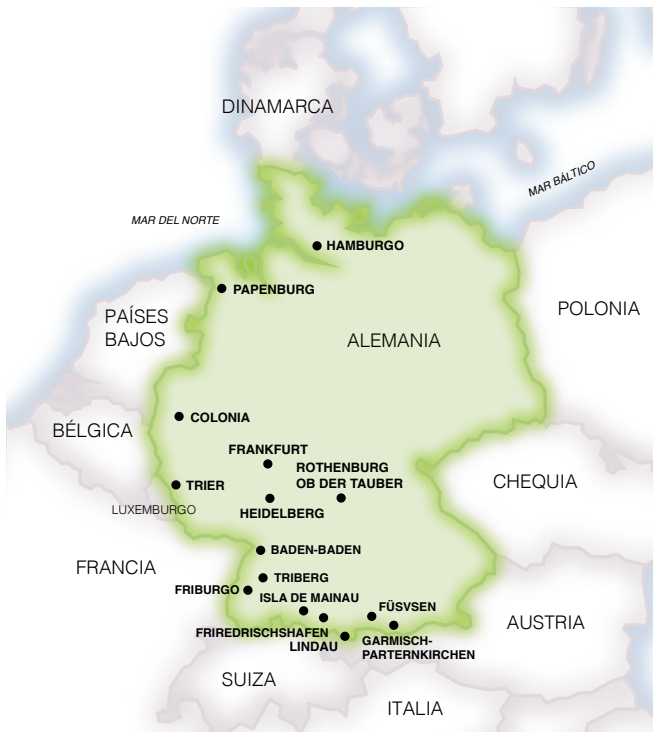 DINAMARCA
MAR BÁLTICO
MAR DEL NORTE
HAMBURGO
PAPENBURG
PAÍSES
BAJOS
POLONIA
ALEMANIA
COLONIA
BÉLGICA
FRANKFURT
ROTHENBURG
OB DER TAUBER
TRIER
CHEQUIA
LUXEMBURGO
HEIDELBERG
BADEN-BADEN
FRANCIA
TRIBERG
FRIBURGO
ISLA DE MAINAU
FÜSVSEN
AUSTRIA
FRIREDRISCHSHAFEN
LINDAU
GARMISCH-
PARTERNKIRCHEN
SUIZA
ITALIA